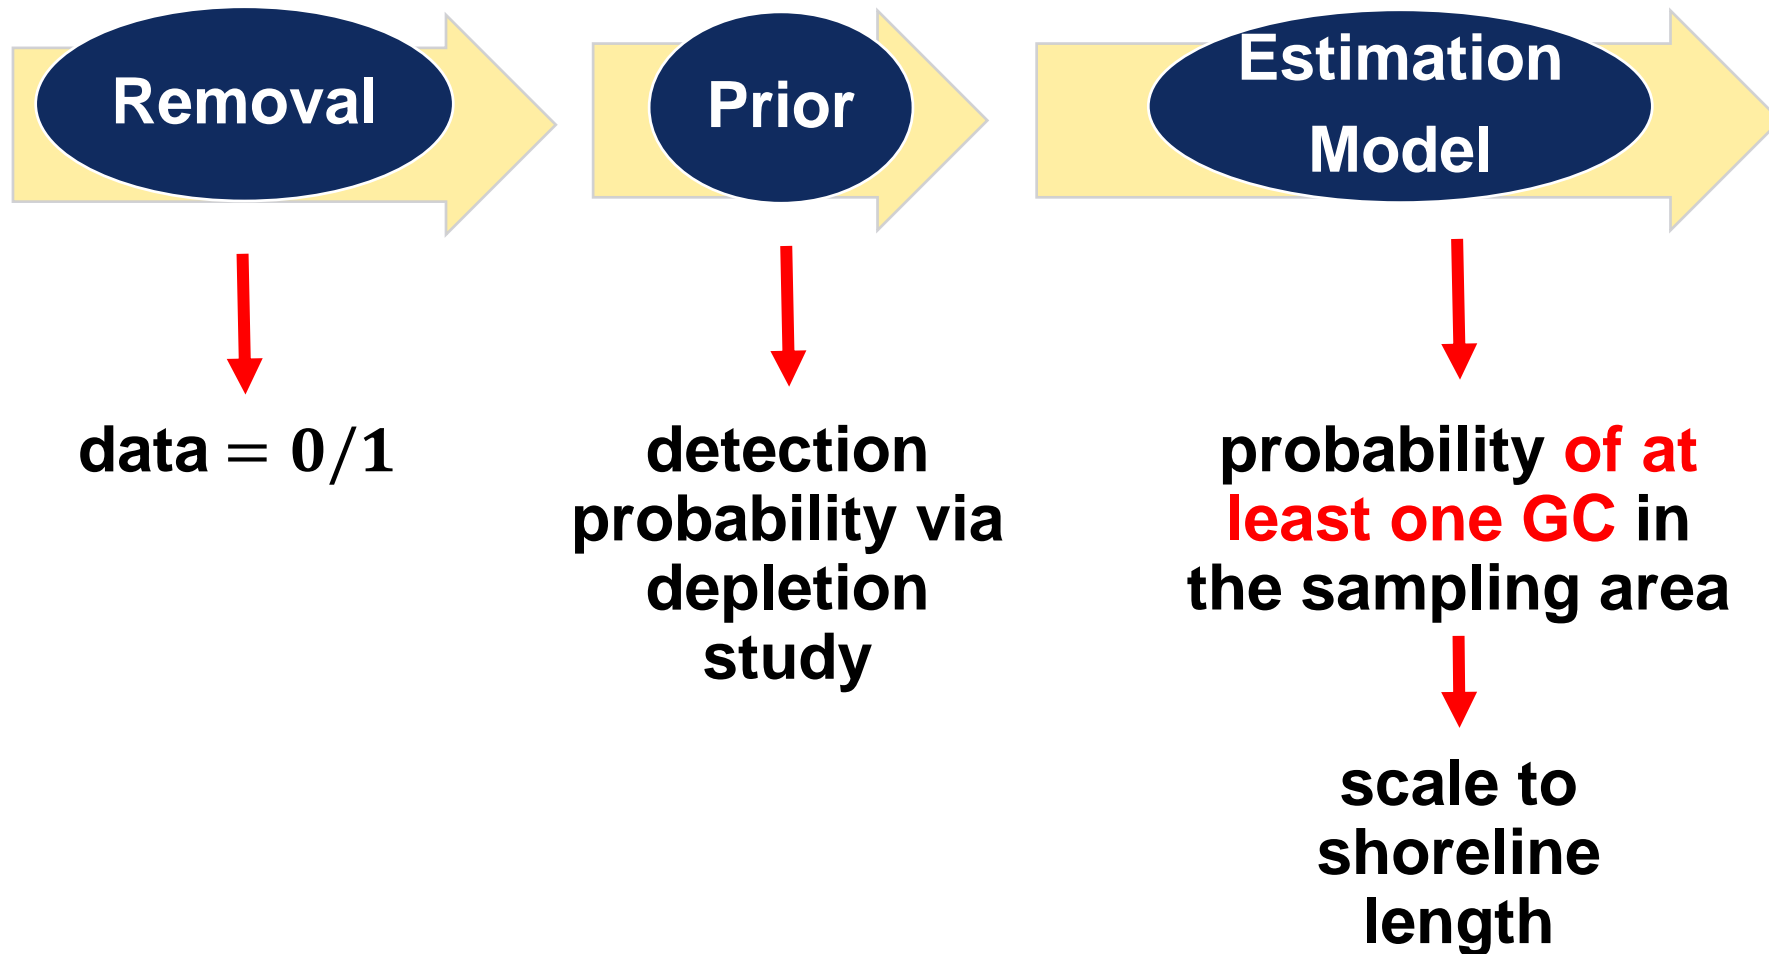 Removal
data = 0/1
Prior
detection
probability via
depletion
study
Estimation
Model
probability of at
least one GC in
the sampling area
scale to
shoreline
length